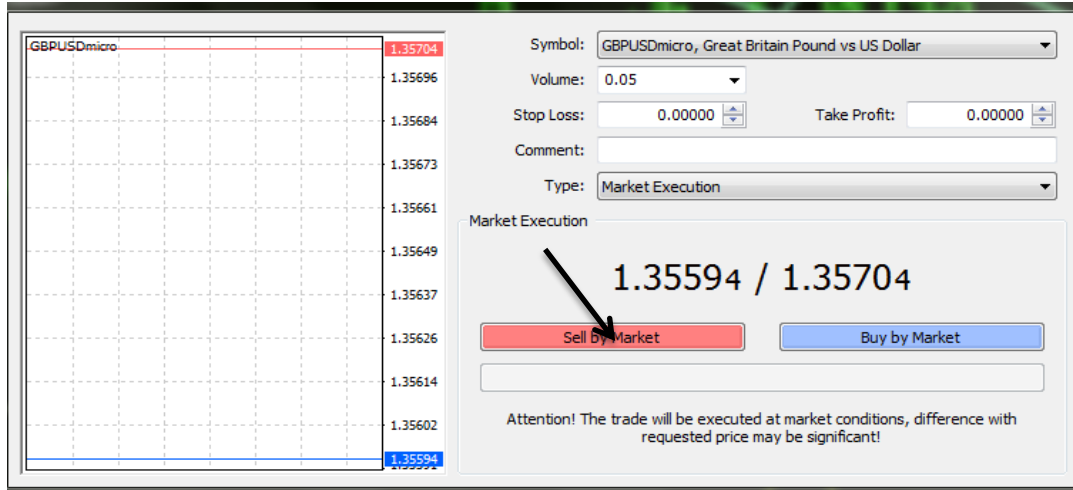 GBPUSDmicro
1.35704
1.35696
1.35684
1.35673
1.35661
1.35649
1.35637
1.35626
1.35614
1.35602
1.35594
Symbol: GBPUSDmicro, Great Britain Pound vs US Dollar
Volume: 0.05
Stop Loss: 0.00000 Take Profit: 0.00000
Comment:
Type: Market Execution
Market Execution
1.35594 / 1.35704
Sell by Market Buy by Market
Attention! The trade will be executed at market conditions, difference with
requested price may be significant!